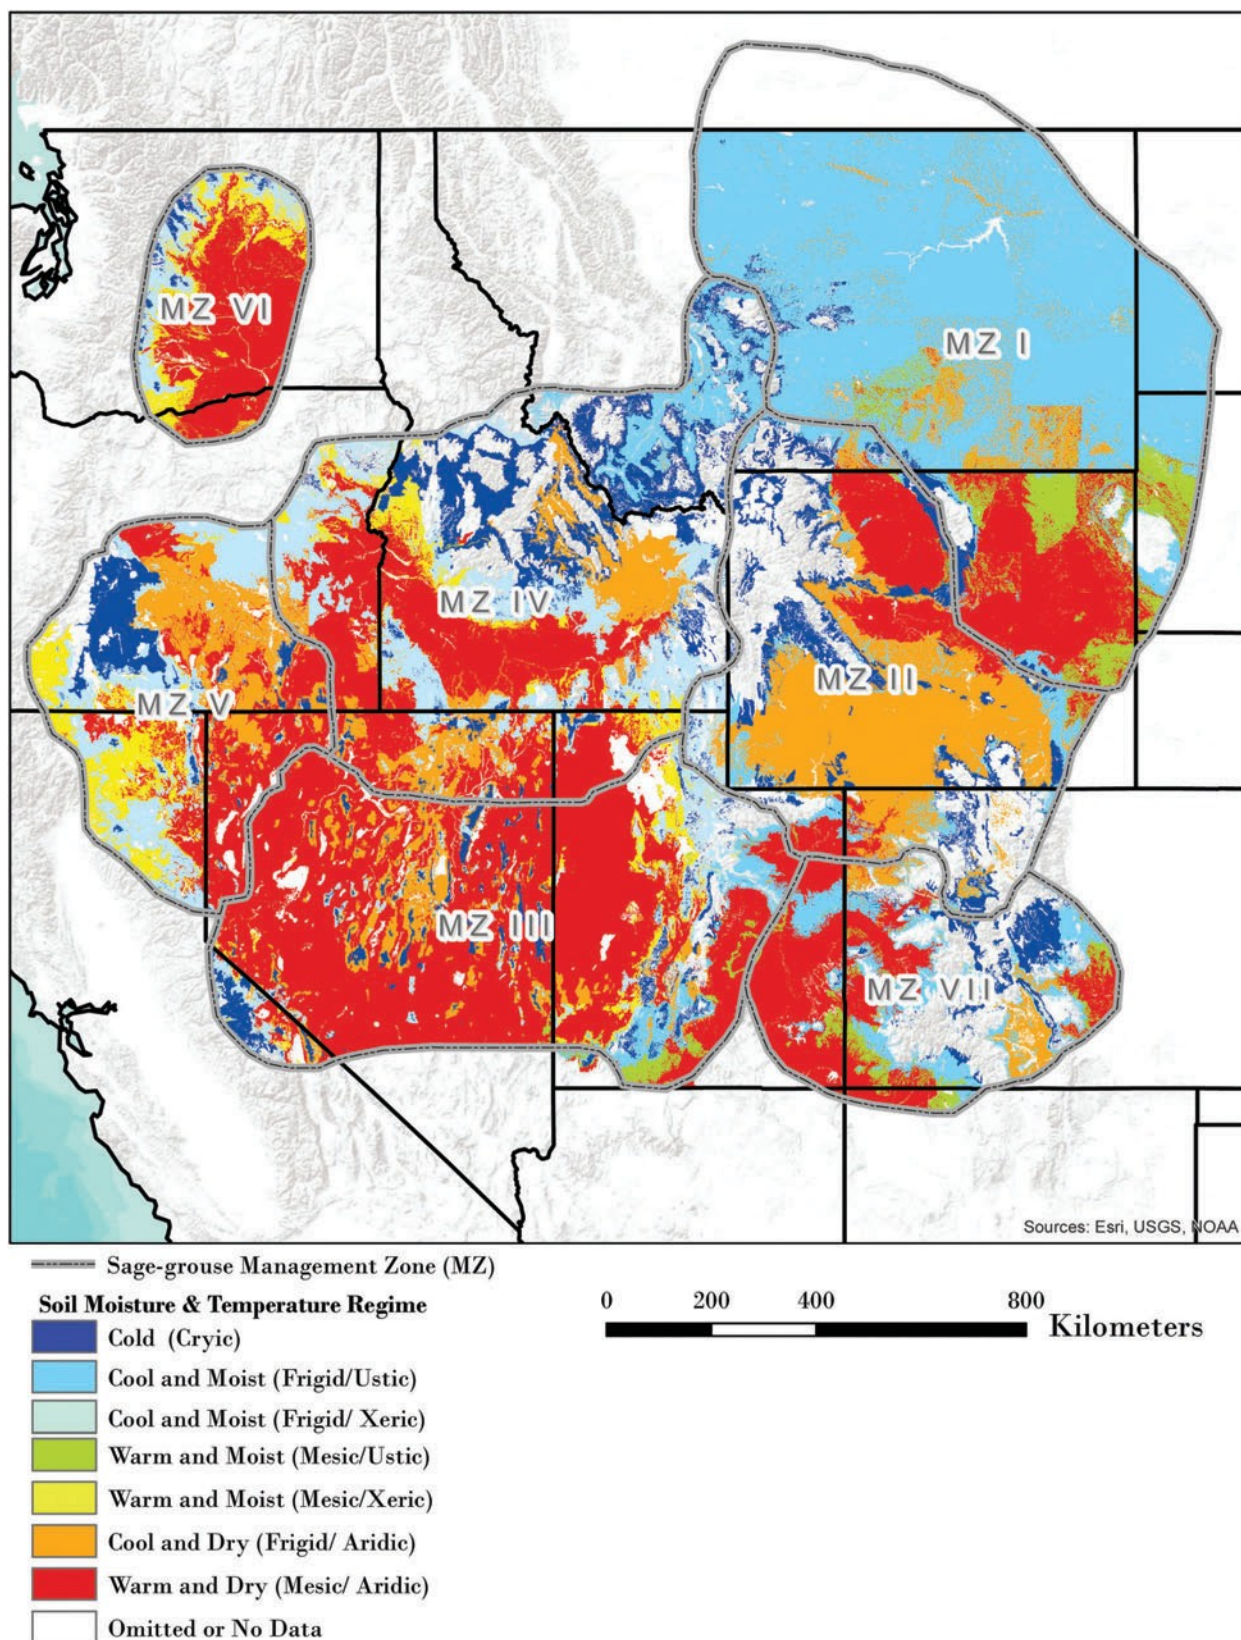 MZ VI
MZ I
MZ IV
MZ II
MZ V
MZ III
MZ VII
Sources: Esri, USGS, NOAA
Sage-grouse Management Zone (MZ)
Soil Moisture & Temperature Regime
Cold (Cryic)
Cool and Moist (Frigid/Ustic)
Cool and Moist (Frigid/ Xeric)
Warm and Moist (Mesic/Ustic)
Warm and Moist (Mesic/Xeric)
Cool and Dry (Frigid/ Aridic)
Warm and Dry (Mesic/ Aridic)
Omitted or No Data
0 200 400 800
Kilometers